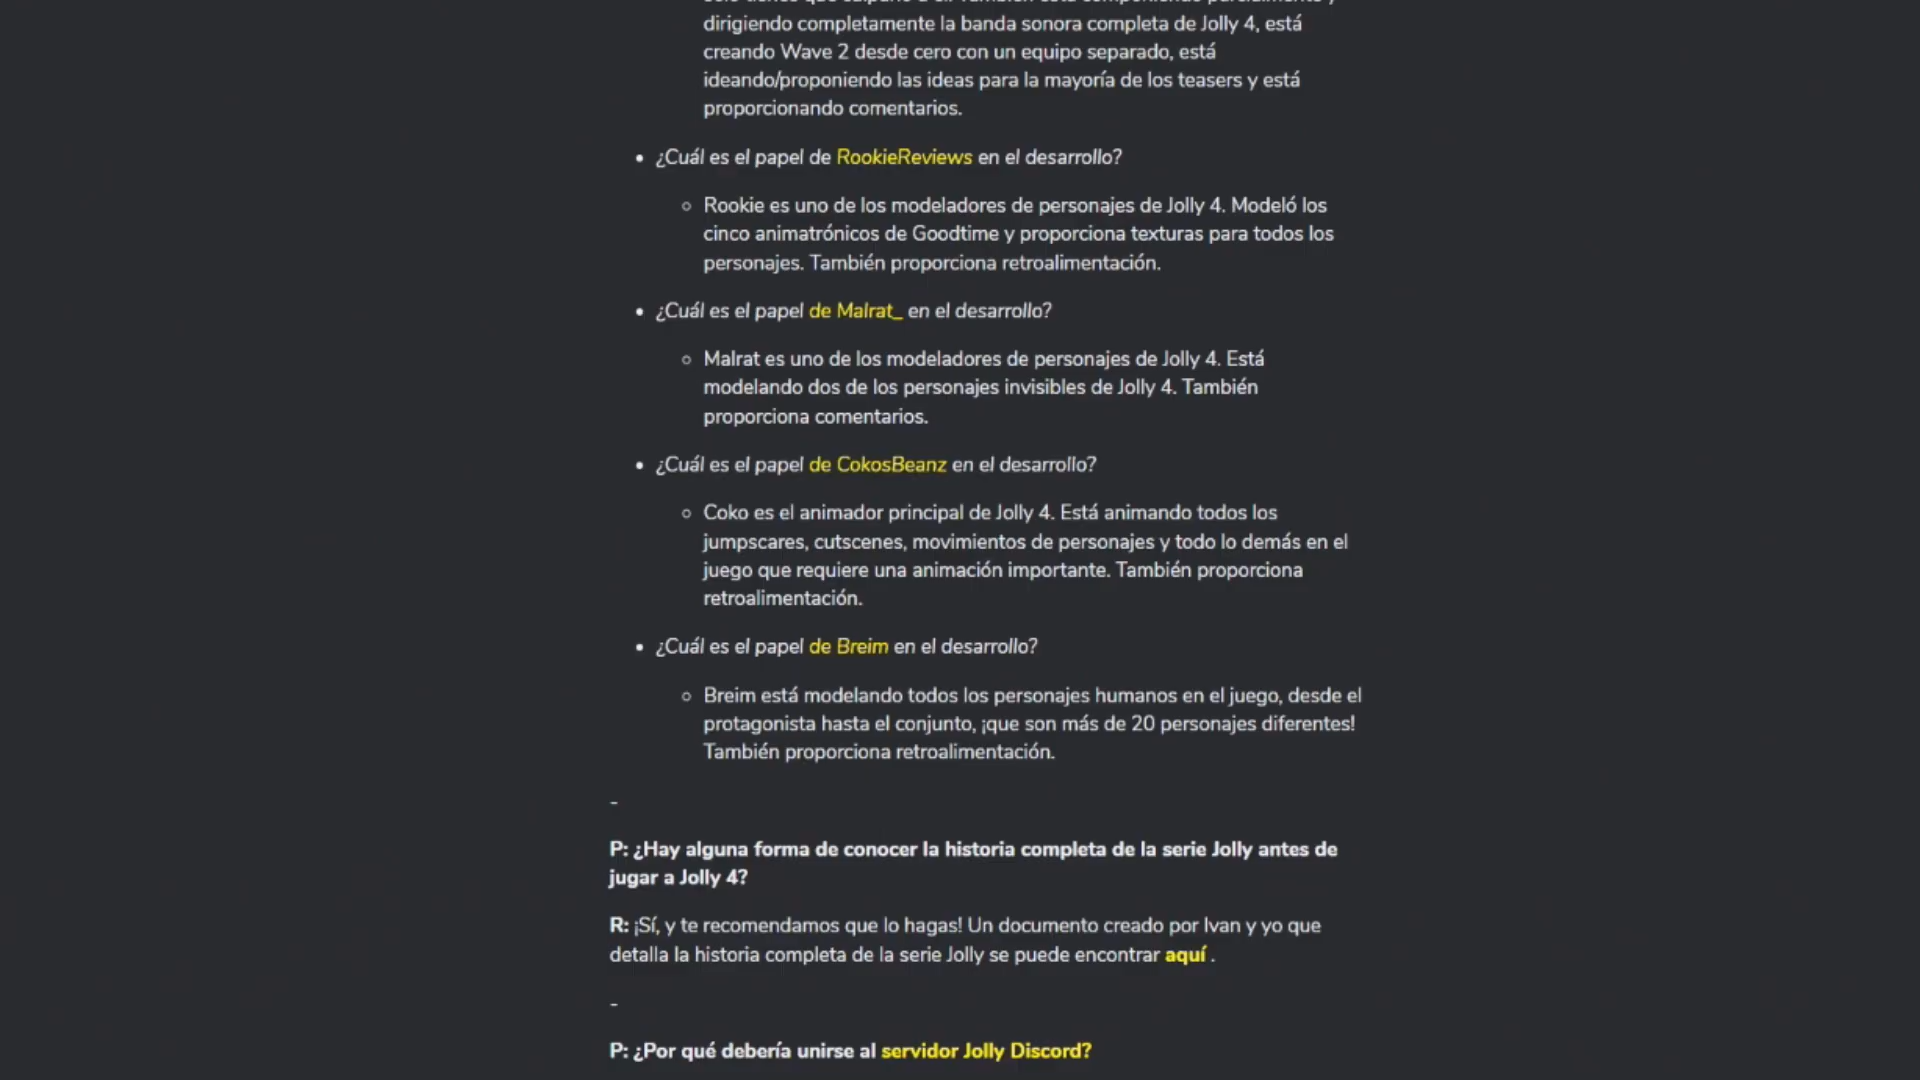 dirigiendo completamente la banda sonora completa de Jolly 4, está
creando Wave 2 desde cero con un equipo separado, está
ideando/proponiendo las ideas para la mayoría de los teasers y está
proporcionando comentarios.
• ¿Cuál es el papel de RookieReviews en el desarrollo?
○ Rookie es uno de los modeladores de personajes de Jolly 4. Modeló los
cinco animatrónicos de Goodtime y proporciona texturas para todos los
personajes. También proporciona retroalimentación.
• ¿Cuál es el papel de Malrat_ en el desarrollo?
○ Malrat es uno de los modeladores de personajes de Jolly 4. Está
modelando dos de los personajes invisibles de Jolly 4. También
proporciona comentarios.
• ¿Cuál es el papel de CokosBeanz en el desarrollo?
○ Coko es el animador principal de Jolly 4. Está animando todos los
jumpscares, cutscenes, movimientos de personajes y todo lo demás en el
juego que requiere una animación importante. También proporciona
retroalimentación.
• ¿Cuál es el papel de Breim en el desarrollo?
○ Breim está modelando todos los personajes humanos en el juego, desde el
protagonista hasta el conjunto, ¡que son más de 20 personajes diferentes!
También proporciona retroalimentación.
-
P: ¿Hay alguna forma de conocer la historia completa de la serie Jolly antes de
jugar a Jolly 4?
R: ¡Sí, y te recomendamos que lo hagas! Un documento creado por Ivan y yo que
detalla la historia completa de la serie Jolly se puede encontrar aquí .
-
P: ¿Por qué debería unirse al servidor Jolly Discord?